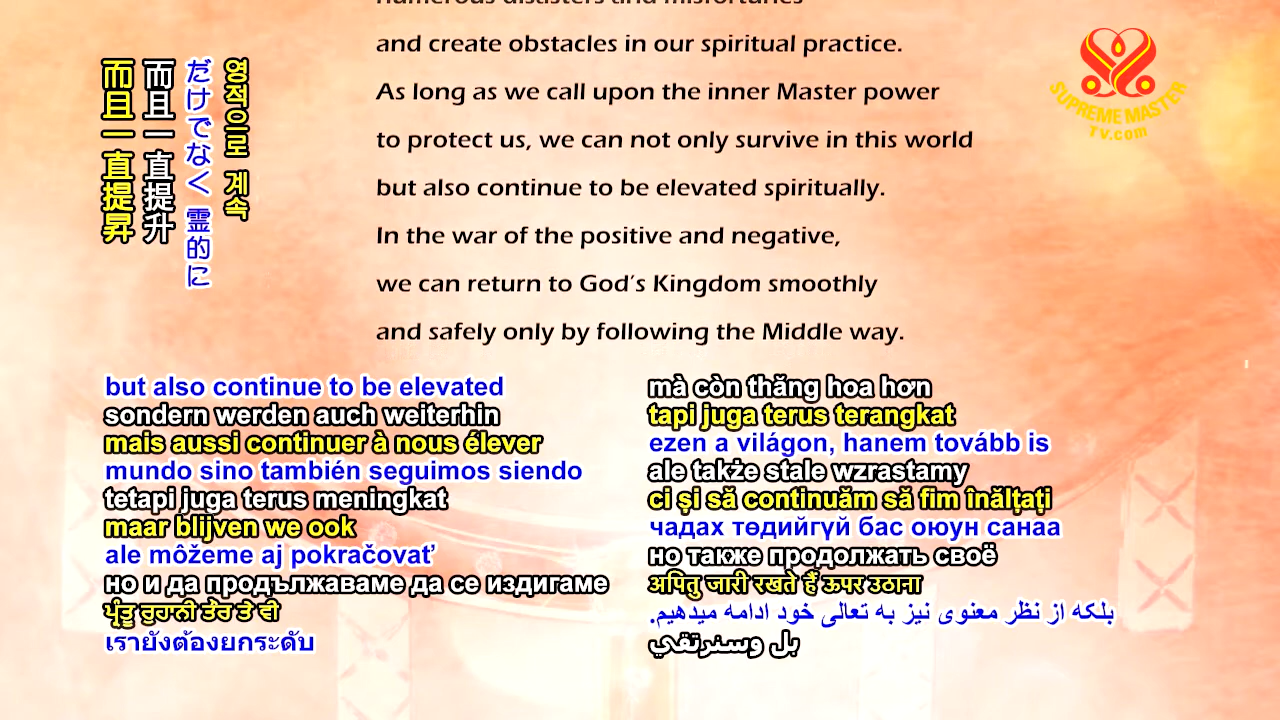 numerous disisters and misfortunes
and create obstacles in our spiritual practice.
As long as we call upon the inner Master power
to protect us, we can not only survive in this world
but also continue to be elevated spiritually.
In the war of the positive and negative,
we can return to God's Kingdom smoothly
and safely only by following the Middle way.
SUPREME MASTER
TV.com
영적으로 계속
だけでなく 霊的に
而且一直提升
而且一直提昇
but also continue to be elevated
sondern werden auch weiterhin
mais aussi continuer à nous élever
mundo sino también seguimos siendo
tetapi juga terus meningkat
maar blijven we ook
ale môžeme aj pokračovať
но и да продължаваме да се издигаме
ਪ੍ਰੰਤੂ ਰੁਹਾਨੀ ਤੋਰ ਤੇ ਵੀ
เรายังต้องยกระดับ
mà còn thăng hoa hơn
tapi juga terus terangkat
ezen a világon, hanem tovább is
ale także stale wzrastamy
ci și să continuăm să fim înălțați
чадах төдийгүй бас оюун санаа
но также продолжать своё
अपितु जारी रखते हैं ऊपर उठाना
بلکه از نظر معنوی نیز به تعالی خود ادامه میدهیم.
بل وسنرتقي